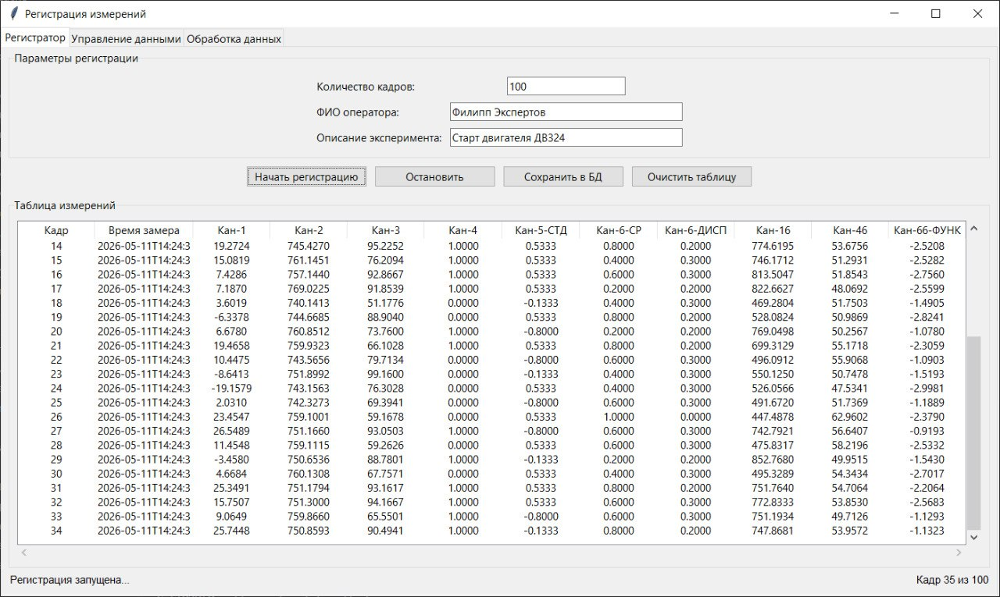 Регистрация измерений
Регистратор Управление данными Обработка данных
Параметры регистрации
Количество кадров: 100
ФИО оператора: Филипп Экспертов
Описание эксперимента: Старт двигателя ДВ324
Начать регистрацию Остановить Сохранить в БД Очистить таблицу
Таблица измерений
Кадр Время замера Кан-1 Кан-2 Кан-3 Кан-4 Кан-5-СТД Кан-6-СР Кан-6-ДИСП Кан-16 Кан-46 Кан-66-ФУНК
14 2026-05-11T14:24:3 19.2724 745.4270 95.2252 1.0000 0.5333 0.8000 0.2000 774.6195 53.6756 -2.5208
15 2026-05-11T14:24:3 15.0819 761.1451 76.2094 1.0000 0.5333 0.4000 0.3000 746.1712 51.2931 -2.5282
16 2026-05-11T14:24:3 7.4286 757.1440 92.8667 1.0000 0.5333 0.6000 0.3000 813.5047 51.8543 -2.7560
17 2026-05-11T14:24:3 7.1870 769.0225 91.8539 1.0000 0.5333 0.2000 0.2000 822.6627 48.0692 -2.5599
18 2026-05-11T14:24:3 3.6019 740.1413 51.1776 0.0000 -0.1333 0.4000 0.3000 469.2804 51.7503 -1.4905
19 2026-05-11T14:24:3 -6.3378 744.6685 88.9040 0.0000 0.5333 0.8000 0.2000 528.0824 50.9869 -2.8241
20 2026-05-11T14:24:3 6.6780 760.8512 73.7600 1.0000 -0.8000 0.2000 0.2000 769.0498 50.2567 -1.0780
21 2026-05-11T14:24:3 19.4658 759.9323 66.1028 1.0000 0.5333 0.8000 0.2000 699.3129 55.1718 -2.3059
22 2026-05-11T14:24:3 10.4475 743.5656 79.7134 0.0000 -0.8000 0.6000 0.3000 496.0912 55.9068 -1.0903
23 2026-05-11T14:24:3 -8.6413 751.8992 99.1600 0.0000 -0.1333 0.4000 0.3000 550.1250 50.7478 -1.5193
24 2026-05-11T14:24:3 -19.1579 743.1563 76.3028 0.0000 0.5333 0.4000 0.3000 526.0566 47.5341 -2.9981
25 2026-05-11T14:24:3 2.0310 742.3273 69.3941 0.0000 -0.8000 0.6000 0.3000 491.6720 51.7369 -1.1889
26 2026-05-11T14:24:3 23.4547 759.1001 59.1678 0.0000 0.5333 1.0000 0.0000 447.4878 62.9602 -2.3790
27 2026-05-11T14:24:3 26.5489 751.1660 93.0503 1.0000 -0.8000 0.6000 0.3000 742.7921 56.6407 -0.9193
28 2026-05-11T14:24:3 11.4548 759.1115 59.2626 0.0000 0.5333 0.6000 0.3000 475.8317 58.2196 -2.5332
29 2026-05-11T14:24:3 -3.4580 750.6536 88.7801 1.0000 -0.1333 0.2000 0.2000 852.7680 49.9515 -1.5430
30 2026-05-11T14:24:3 4.6684 760.1308 67.7571 0.0000 0.5333 0.4000 0.3000 495.3289 54.3434 -2.7017
31 2026-05-11T14:24:3 25.3491 751.1794 93.1617 1.0000 0.5333 0.8000 0.2000 751.7640 54.7064 -2.2064
32 2026-05-11T14:24:3 15.7507 751.3000 94.1667 1.0000 0.5333 0.6000 0.3000 772.8333 53.8530 -2.5683
33 2026-05-11T14:24:3 9.0649 759.8660 65.5501 1.0000 -0.8000 0.6000 0.3000 751.1934 49.7126 -1.1293
34 2026-05-11T14:24:3 25.7448 750.8593 90.4941 1.0000 -0.1333 0.8000 0.2000 747.8681 53.9572 -1.1323
Регистрация запущена... Кадр 35 из 100